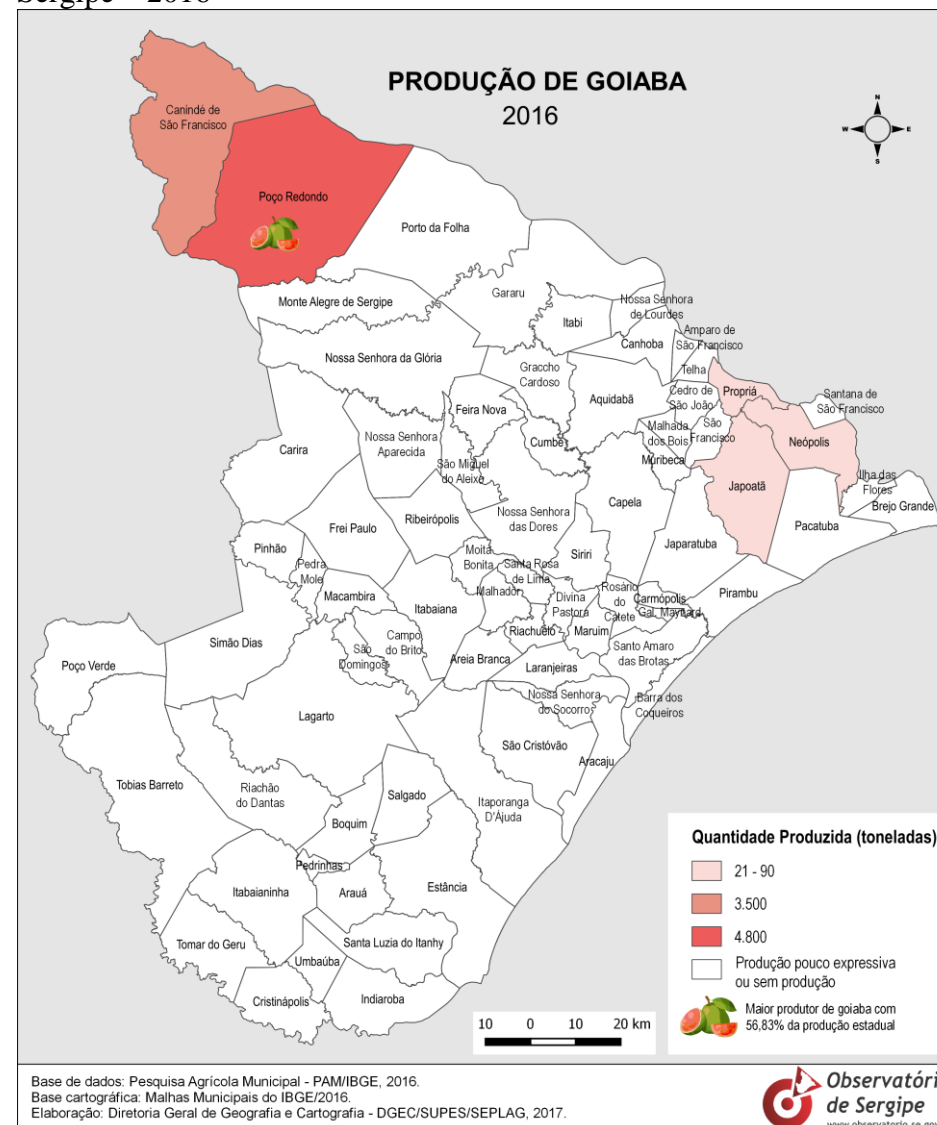 Sergipe – 2016
PRODUÇÃO DE GOIABA
2016
N
W
E
S
Canindé de
São Francisco
Poço Redondo
Porto da Folha
Monte Alegre de Sergipe
Gararu
Nossa Senhora
de Lourdes
Itabi
Amparo de
São Francisco
Canhoba
Nossa Senhora da Glória
Graccho
Cardoso
Telha
Aquidabã
Cedro de
São João
Propriá
Santana de
São Francisco
Feira Nova
Malhada
dos Bois
São
Francisco
Neópolis
Carira
Nossa Senhora
Aparecida
Cumbe
Muribeca
São Miguel
do Aleixo
Japoatã
Ilha das
Flores
Brejo Grande
Capela
Nossa Senhora
das Dores
Ribeirópolis
Frei Paulo
Pacatuba
Pinhão
Moita
Bonita
Siriri
Japaratuba
Pedra
Mole
Santa Rosa
de Lima
Malhador
Macambira
Itabaiana
Divina
Pastora
Rosário
do
Catete
Carmópolis
Gal. Maynard
Pirambu
Riachuelo
Maruim
Simão Dias
São
Domingos
Campo
do Brito
Areia Branca
Santo Amaro
das Brotas
Poço Verde
Laranjeiras
Nossa Senhora
do Socorro
Barra dos
Coqueiros
Lagarto
São Cristóvão
Aracaju
Tobias Barreto
Riachão
do Dantas
Salgado
Itaporanga
D'Ájuda
Boquim
Pedrinhas
Itabaianinha
Arauá
Estância
Tomar do Geru
Santa Luzia do Itanhy
Umbaúba
Cristinápolis
Indiaroba
Quantidade Produzida (toneladas)
21 - 90
3.500
4.800
Produção pouco expressiva
ou sem produção
Maior produtor de goiaba com
56,83% da produção estadual
10 0 10 20 km
Base de dados: Pesquisa Agrícola Municipal - PAM/IBGE, 2016.
Base cartográfica: Malhas Municipais do IBGE/2016.
Elaboração: Diretoria Geral de Geografia e Cartografia - DGEC/SUPES/SEPLAG, 2017.
Observatóri
de Sergipe